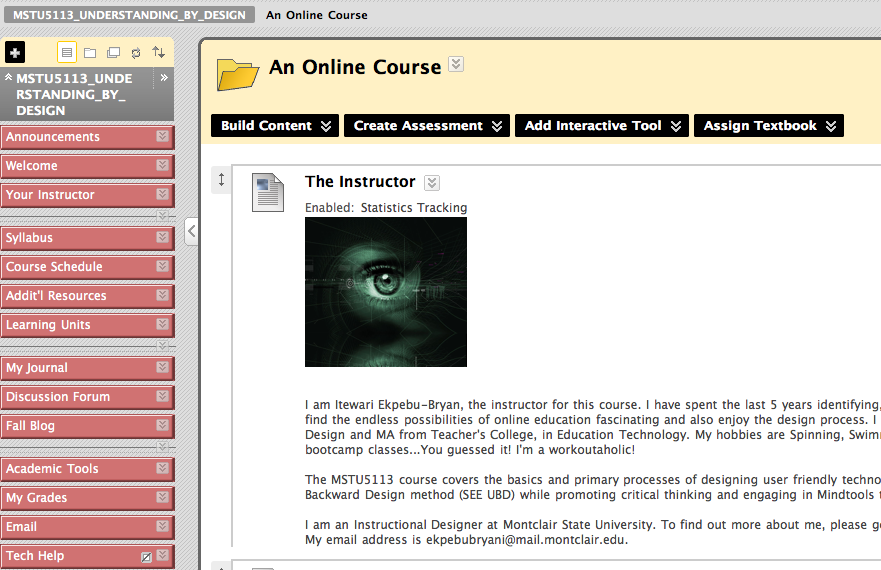 MSTU5113_UNDERSTANDING_BY_DESIGN An Online Course
MSTU5113_UNDE
RSTANDING_BY_
DESIGN
Announcements
Welcome
Your Instructor
Syllabus
Course Schedule
Addit'l Resources
Learning Units
My Journal
Discussion Forum
Fall Blog
Academic Tools
My Grades
Email
Tech Help
An Online Course
Build Content Create Assessment Add Interactive Tool Assign Textbook
The Instructor
Enabled: Statistics Tracking
I am Itewari Ekpebu-Bryan, the instructor for this course. I have spent the last 5 years identifying,
find the endless possibilities of online education fascinating and also enjoy the design process. I
Design and MA from Teacher's College, in Education Technology. My hobbies are Spinning, Swim
bootcamp classes...You guessed it! I'm a workoutaholic!
The MSTU5113 course covers the basics and primary processes of designing user friendly techno
Backward Design method (SEE UBD) while promoting critical thinking and engaging in Mindtools t
I am an Instructional Designer at Montclair State University. To find out more about me, please g
My email address is ekpebubryani@mail.montclair.edu.